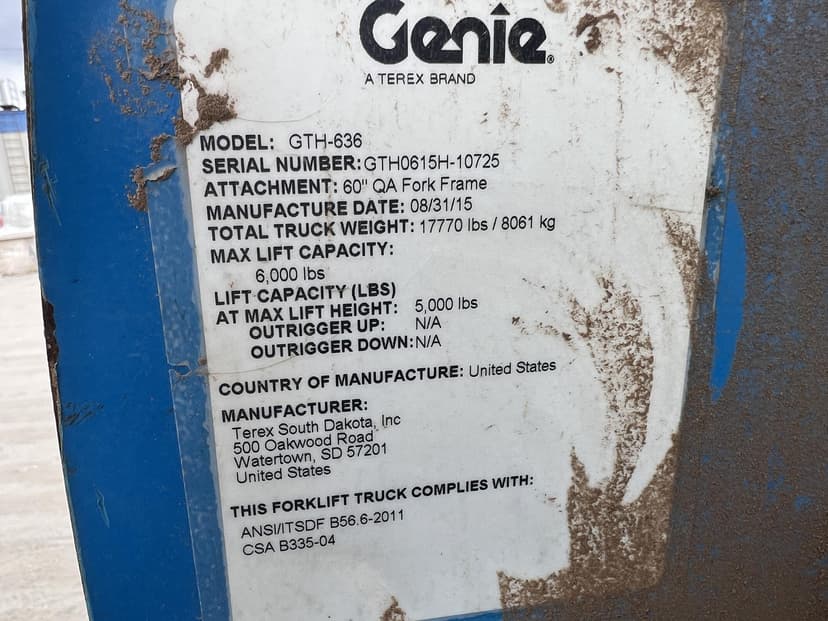 Genie®
A TEREX BRAND
MODEL: GTH-636
SERIAL NUMBER: GTH0615H-10725
ATTACHMENT: 60" QA Fork Frame
MANUFACTURE DATE: 08/31/15
TOTAL TRUCK WEIGHT: 17770 lbs / 8061 kg
MAX LIFT CAPACITY:
6,000 lbs
LIFT CAPACITY (LBS)
AT MAX LIFT HEIGHT: 5,000 lbs
OUTRIGGER UP: N/A
OUTRIGGER DOWN: N/A
COUNTRY OF MANUFACTURE: United States
MANUFACTURER:
Terex South Dakota, Inc
500 Oakwood Road
Watertown, SD 57201
United States
THIS FORKLIFT TRUCK COMPLIES WITH:
ANSI/ITSDF B56.6-2011
CSA B335-04